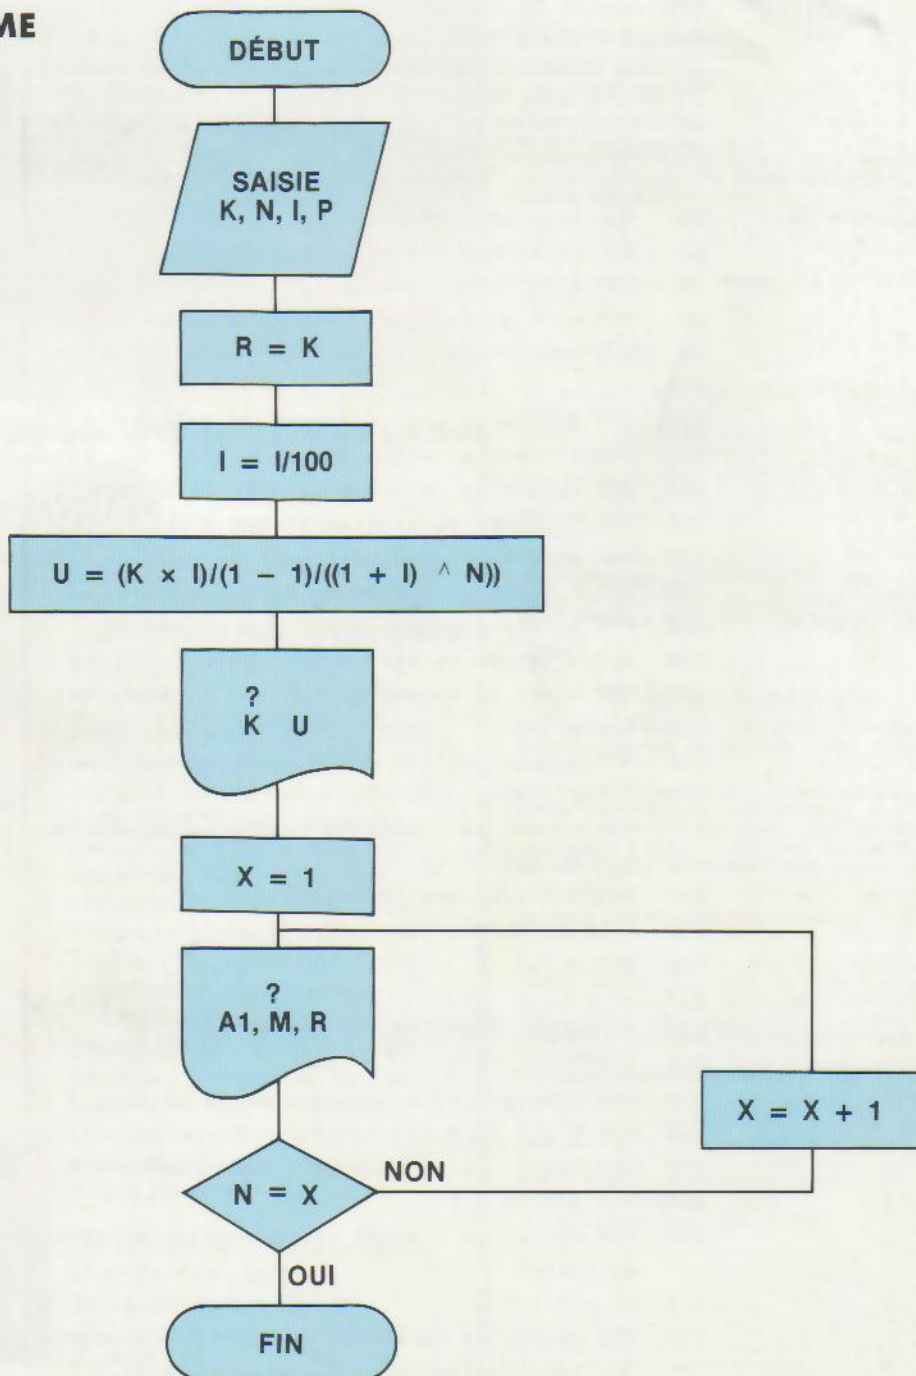 ME
DÉBUT
SAISIE
K, N, I, P
R = K
I = I/100
U = (K × I)/(1 − 1)/((1 + I) ^ N))
?
K U
X = 1
?
A1, M, R
X = X + 1
N = X
NON
OUI
FIN